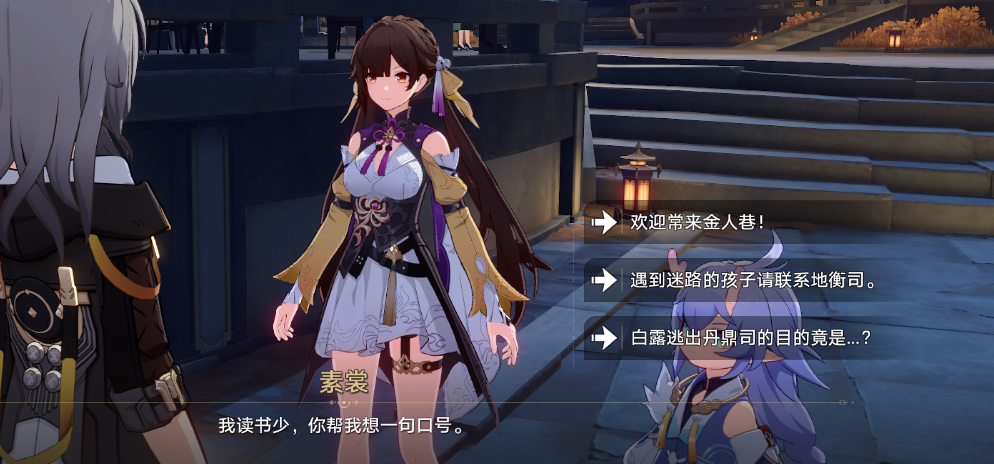 欢迎常来金人巷！
遇到迷路的孩子请联系地衡司。
白露逃出丹鼎司的目的竟是...？
素裳
我读书少，你帮我想一句口号。